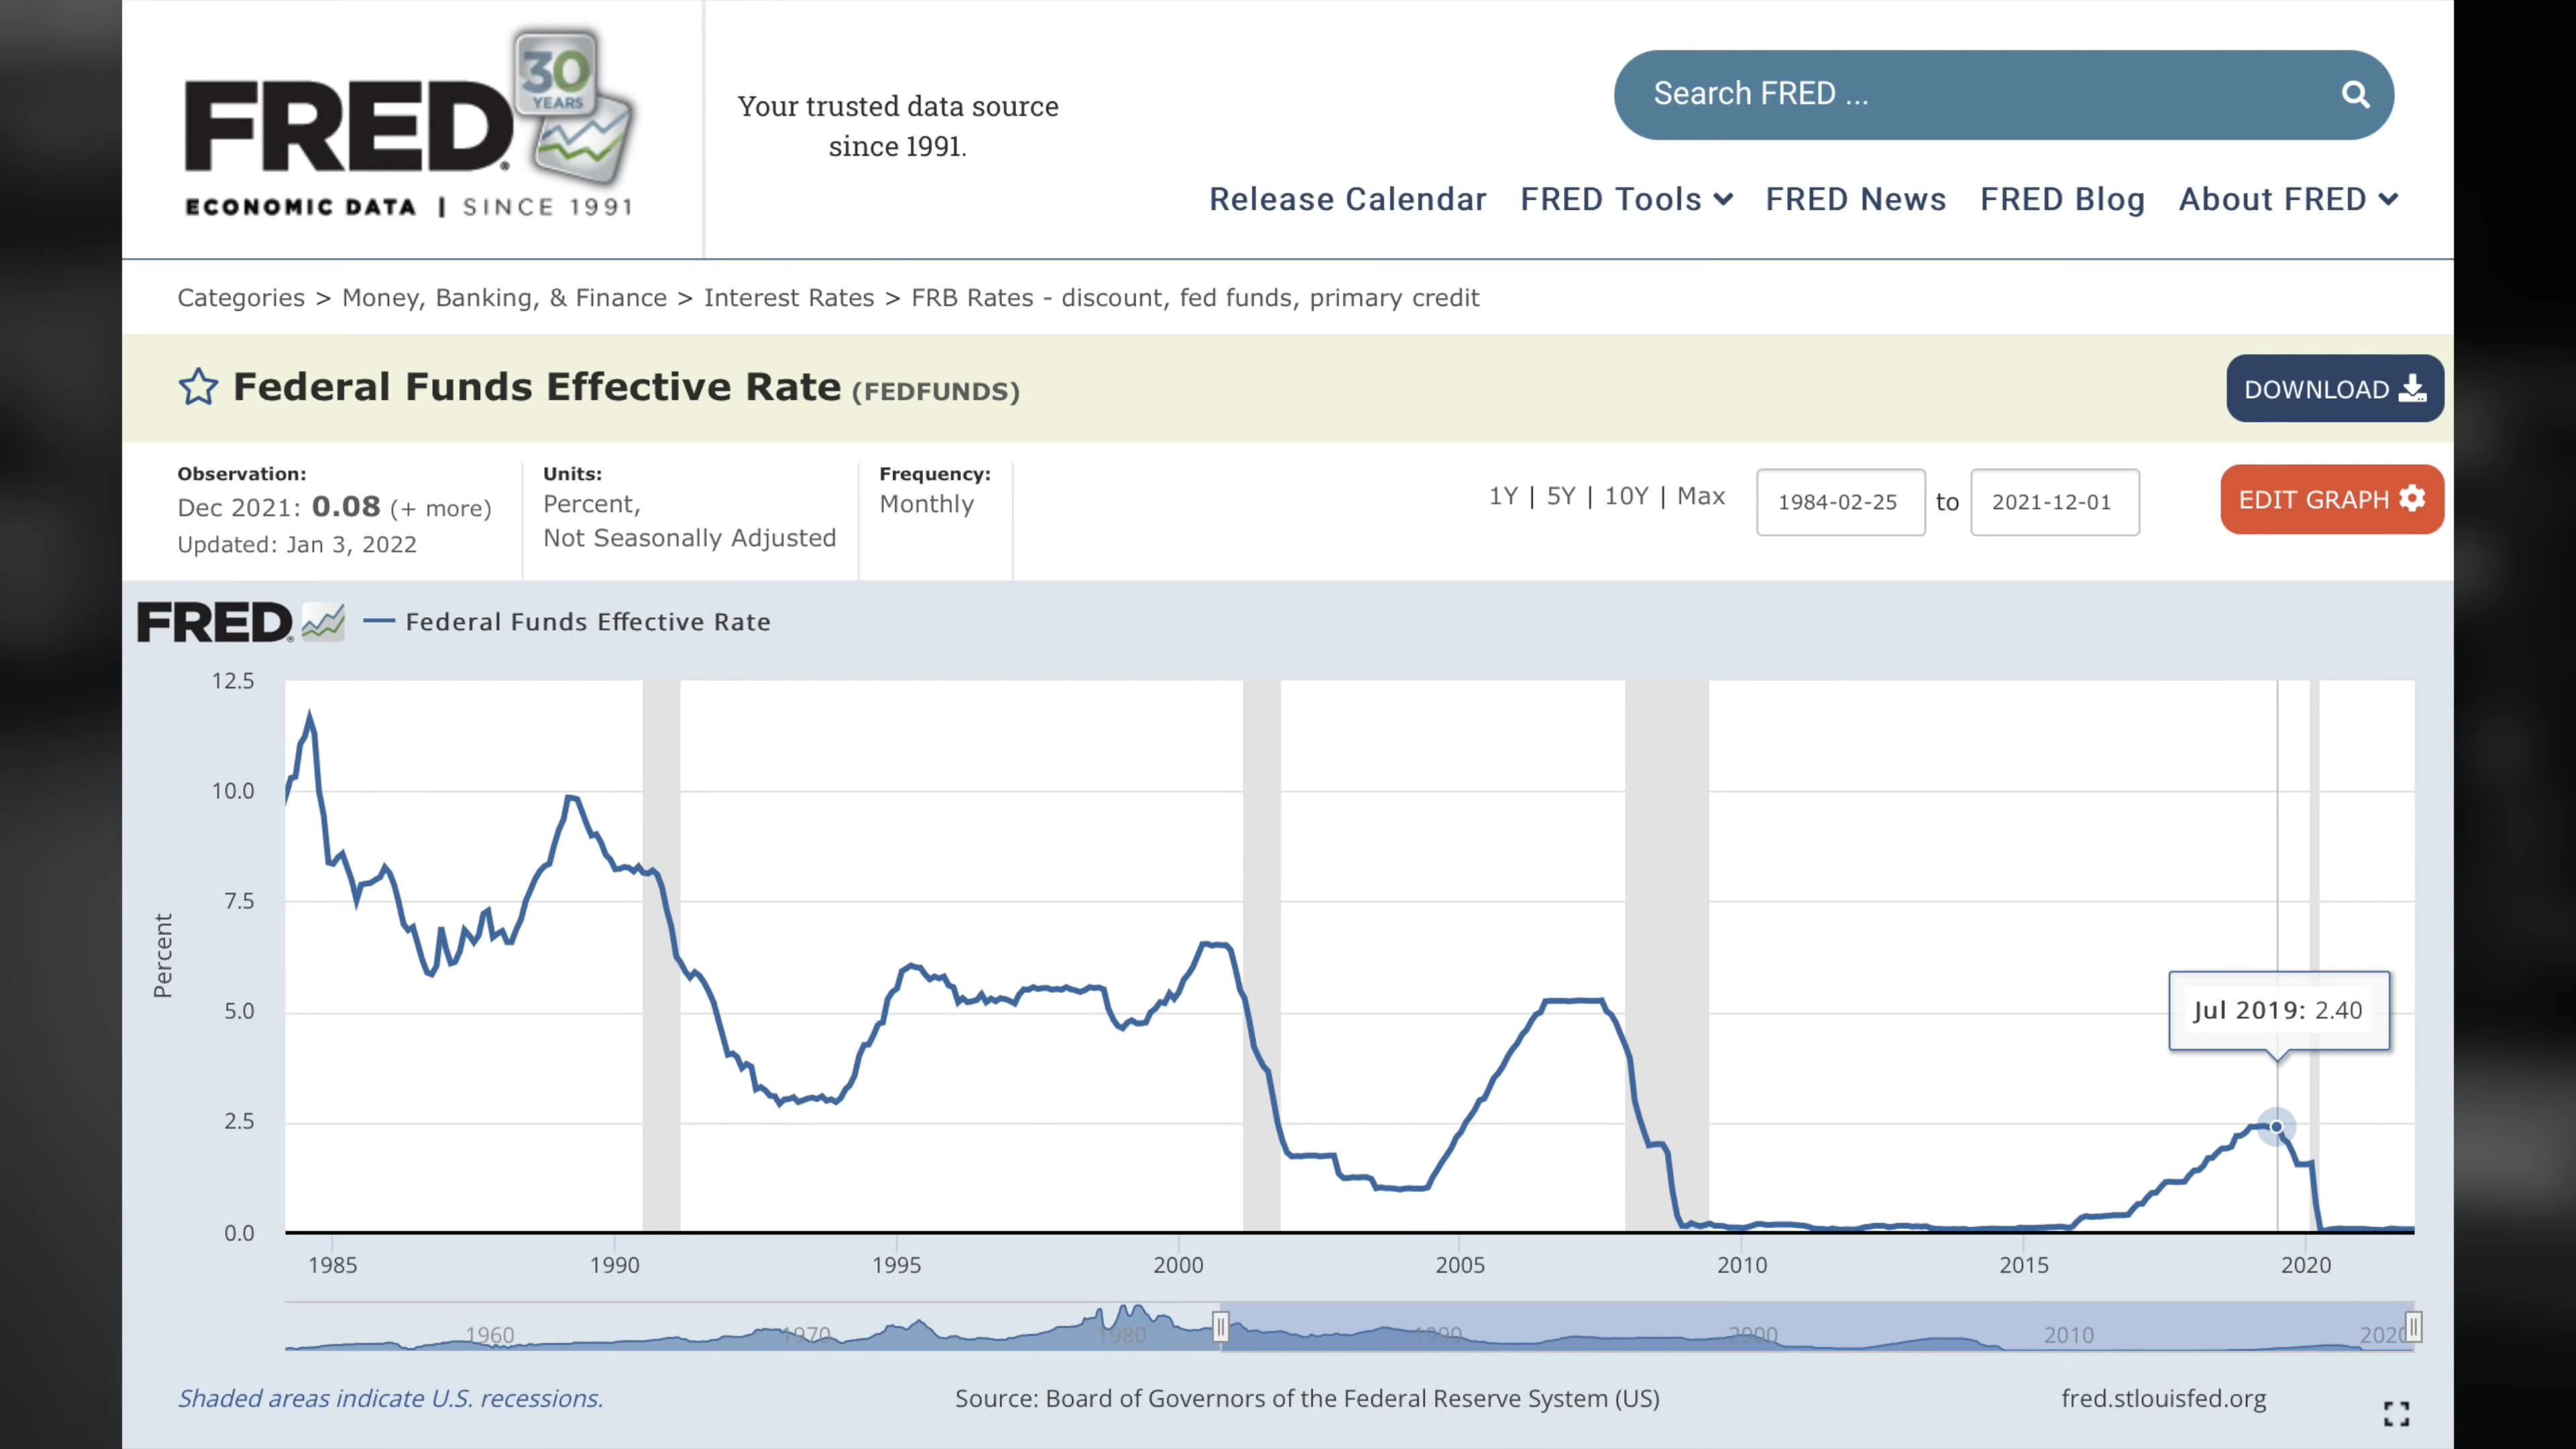 FRED
30
YEARS
ECONOMIC DATA | SINCE 1991
Your trusted data source
since 1991.
Search FRED ...
Release Calendar FRED Tools FRED News FRED Blog About FRED
Categories > Money, Banking, & Finance > Interest Rates > FRB Rates - discount, fed funds, primary credit
Federal Funds Effective Rate (FEDFUNDS)
DOWNLOAD
Observation:
Dec 2021: 0.08 (+ more)
Updated: Jan 3, 2022
Units:
Percent,
Not Seasonally Adjusted
Frequency:
Monthly
1Y | 5Y | 10Y | Max
1984-02-25 to 2021-12-01
EDIT GRAPH
FRED Federal Funds Effective Rate
12.5
10.0
7.5
5.0
2.5
0.0
Percent
Jul 2019: 2.40
1985 1990 1995 2000 2005 2010 2015 2020
1960 1970 1980 1990 2000 2010 2020
Shaded areas indicate U.S. recessions.
Source: Board of Governors of the Federal Reserve System (US)
fred.stlouisfed.org